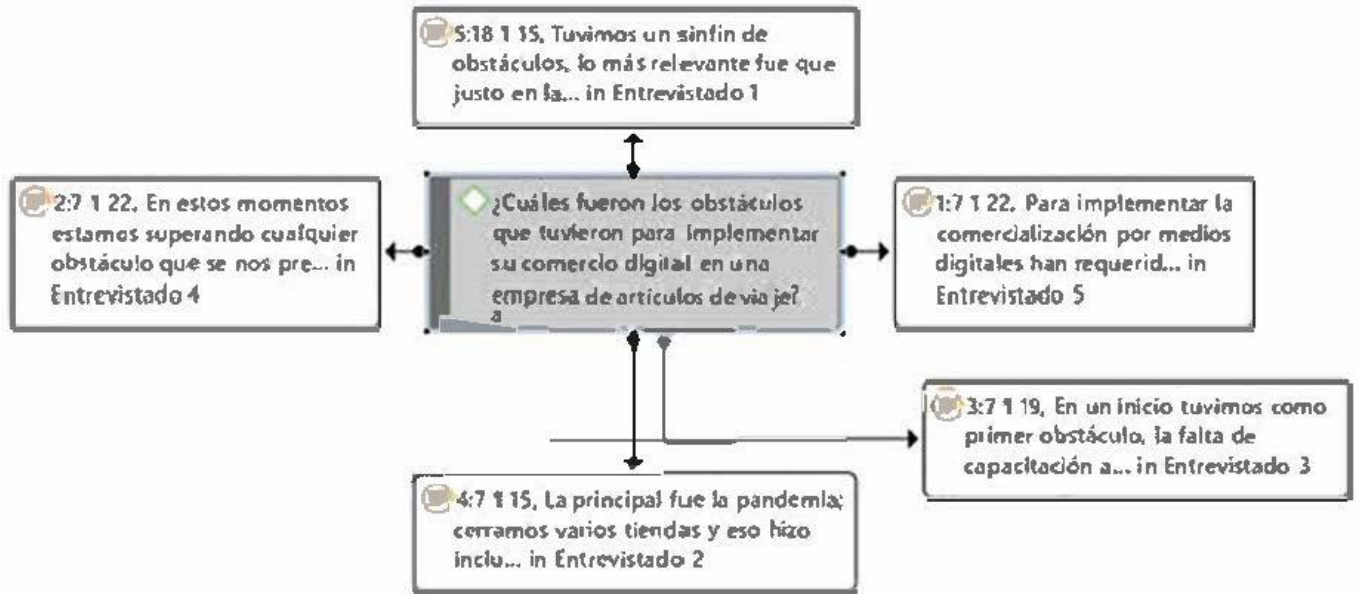 5:18 1 15, Tuvimos un sinfin de
obstáculos, lo más relevante fue que
justo en la... in Entrevistado 1
2:7 1 22, En estos momentos
estamos superando cualquier
obstáculo que se nos pre... in
Entrevistado 4
¿Cuáles fueron los obstáculos
que tuvieron para implementar
su comercio digital en una
empresa de artículos de viaje?
a
1:7 1 22, Para implementar la
comercialización por medios
digitales han requerid... in
Entrevistado 5
3:7 1 19, En un inicio tuvimos como
primer obstáculo, la falta de
capacitación a... in Entrevistado 3
4:7 1 15, La principal fue la pandemia;
cerramos varios tiendas y eso hizo
inclu... in Entrevistado 2